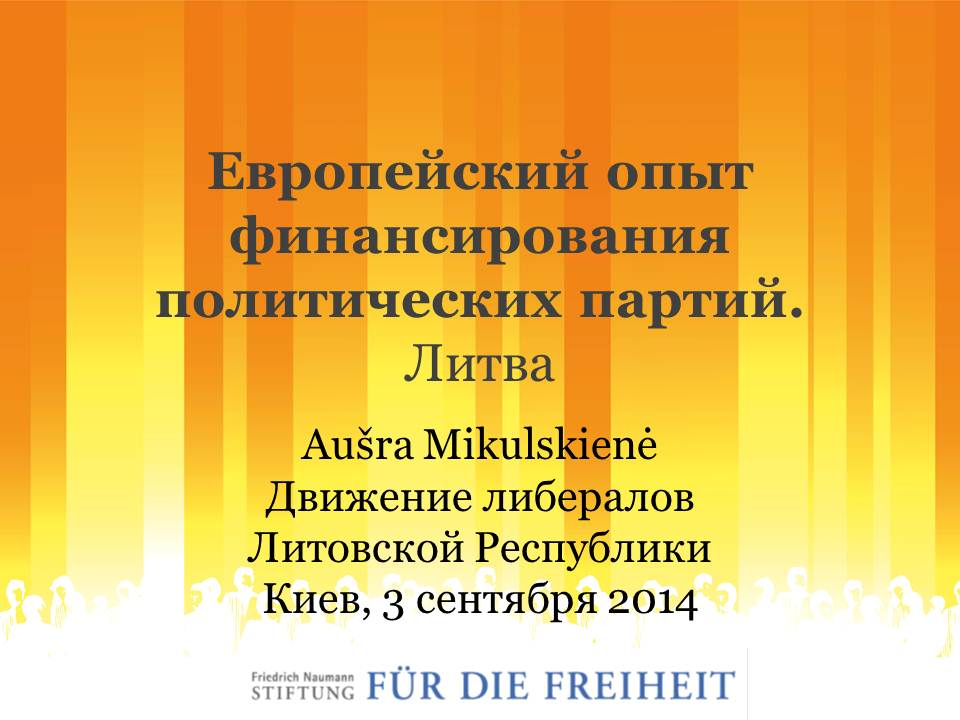 Европейский опыт
финансирования
политических партий.
Литва
Aušra Mikulskienė
Движение либералов
Литовской Республики
Киев, 3 сентября 2014
Friedrich Naumann
STIFTUNG FÜR DIE FREIHEIT